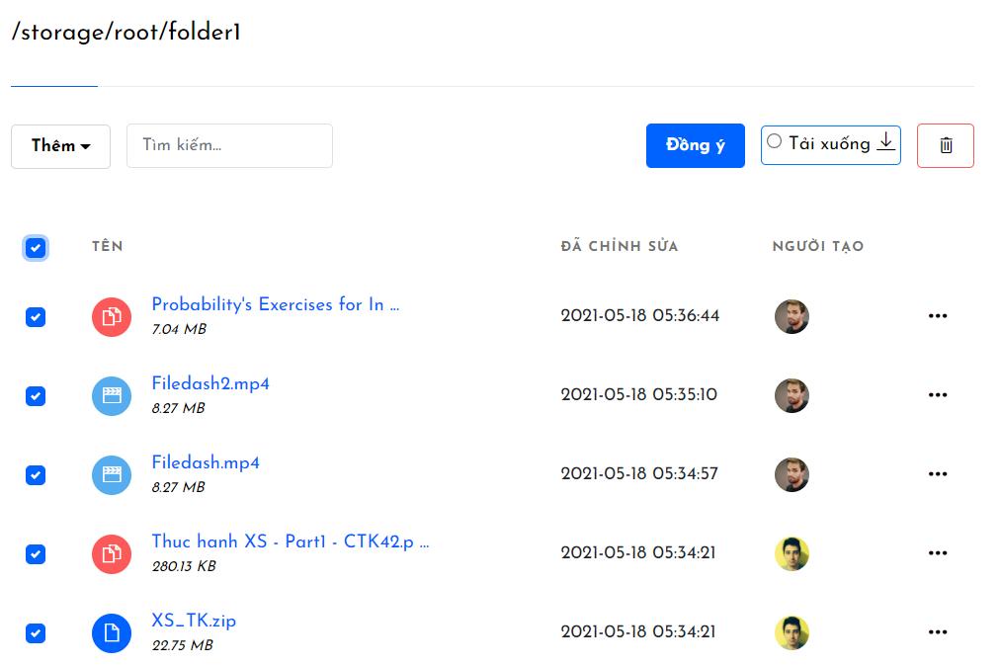 /storage/root/folder1
Thêm
Tìm kiếm...
Đồng ý
Tải xuống
TÊN
ĐÃ CHỈNH SỬA
NGƯỜI TẠO
Probability's Exercises for In ...
7.04 MB
2021-05-18 05:36:44
Filedash2.mp4
8.27 MB
2021-05-18 05:35:10
Filedash.mp4
8.27 MB
2021-05-18 05:34:57
Thuc hanh XS - Part1 - CTK42.p ...
280.13 KB
2021-05-18 05:34:21
XS_TK.zip
22.75 MB
2021-05-18 05:34:21